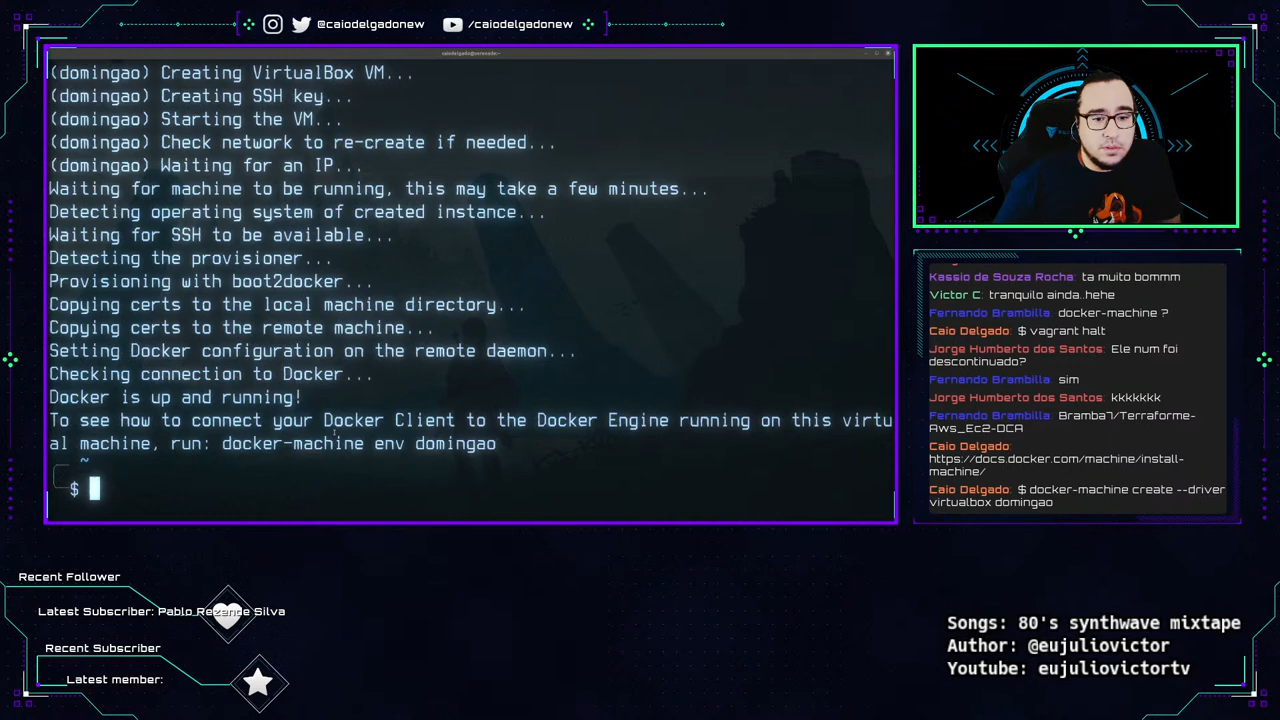 @caiodelgadonew /caiodelgadonew
caiodelgado@nermeade:~
(domingao) Creating VirtualBox VM...
(domingao) Creating SSH key...
(domingao) Starting the VM...
(domingao) Check network to re-create if needed...
(domingao) Waiting for an IP...
Waiting for machine to be running, this may take a few minutes...
Detecting operating system of created instance...
Waiting for SSH to be available...
Detecting the provisioner...
Provisioning with boot2docker...
Copying certs to the local machine directory...
Copying certs to the remote machine...
Setting Docker configuration on the remote daemon...
Checking connection to Docker...
Docker is up and running!
To see how to connect your Docker Client to the Docker Engine running on this virtu
al machine, run: docker-machine env domingao
~
$
Kassio de Souza Rocha: ta muito bommm
Victor C: tranquilo ainda..hehe
Fernando Brambilla: docker-machine ?
Caio Delgado: $ vagrant halt
Jorge Humberto dos Santos: Ele num foi
descontinuado?
Fernando Brambilla: sim
Jorge Humberto dos Santos: kkkkkkk
Fernando Brambilla: Bramba7/Terraforme-
Aws_Ec2-DCA
Caio Delgado:
https://docs.docker.com/machine/install-
machine/
Caio Delgado: $ docker-machine create --driver
virtualbox domingao
Recent Follower
Latest Subscriber: Pablo Rezende Silva
Recent Subscriber
Latest member:
Songs: 80's synthwave mixtape
Author: @eujuliovictor
Youtube: eujuliovictortv